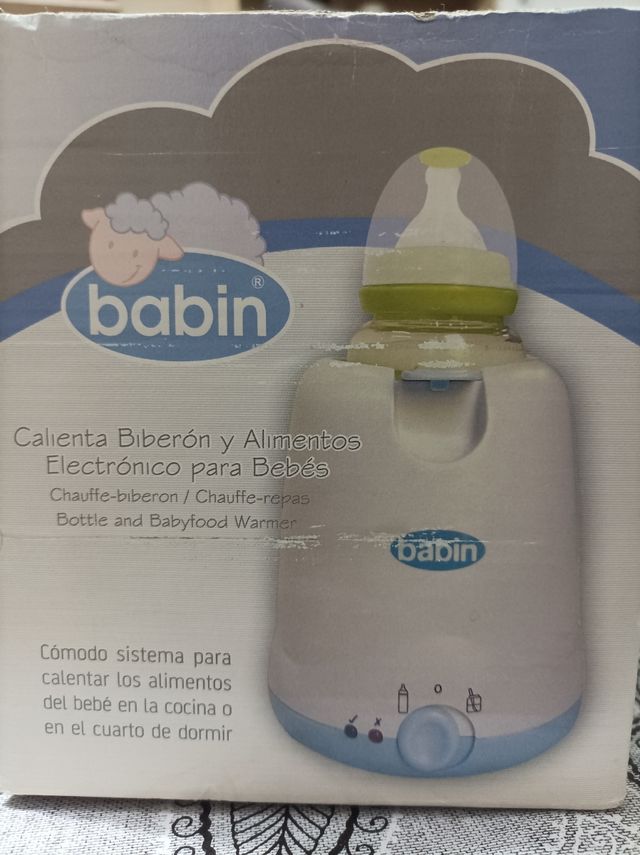 babin®
Calienta Biberón y Alimentos
Electrónico para Bebés
Chauffe-biberon / Chauffe-repas
Bottle and Babyfood Warmer
babin
Cómodo sistema para
calentar los alimentos
del bebé en la cocina o
en el cuarto de dormir